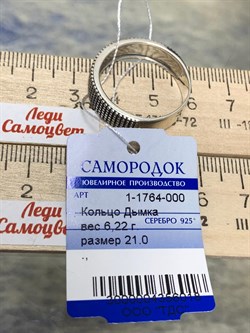 Леди
Самоцвет
САМОРОДОК
ЮВЕЛИРНОЕ ПРОИЗВОДСТВО
АРТ 1-1764-000
Кольцо Дымка
СЕРЕБРО 925°
вес 6,22 г
размер 21.0
Леди
Самоцвет
ООО